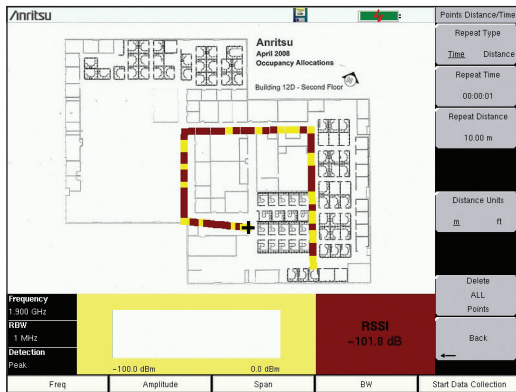 Anritsu
Points Distance/Time
Anritsu
April 2008
Occupancy Allocations
Building 12D - Second Floor
Repeat Type
Time Distance
Repeat Time
00:00:01
Repeat Distance
10.00 m
Distance Units
m ft
Delete
ALL
Points
Back
Frequency
1.900 GHz
RBW
1 MHz
Detection
Peak
-100.0 dBm 0.0 dBm
RSSI
-101.8 dB
Freq Amplitude Span BW Start Data Collection